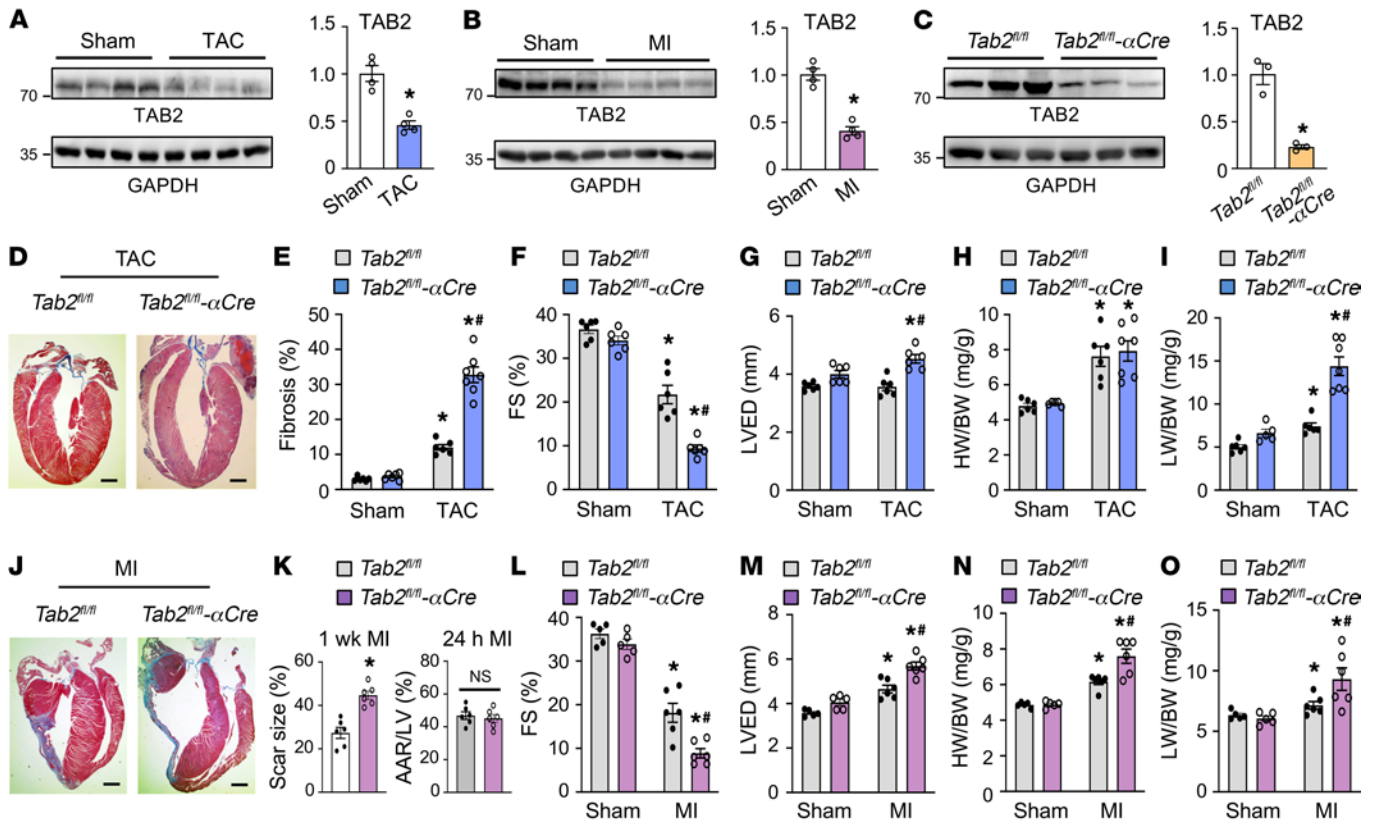 A
Sham TAC
70
TAB2
35
GAPDH
TAB2
1.5
1.0
0.5
0
*
Sham
TAC
B
Sham MI
70
TAB2
35
GAPDH
TAB2
1.5
1.0
0.5
0
*
Sham
MI
C
Tab2fl/fl Tab2fl/fl-αCre
70
TAB2
35
GAPDH
TAB2
1.5
1.0
0.5
0
*
Tab2fl/fl
Tab2fl/fl
-αCre
D
TAC
Tab2fl/fl Tab2fl/fl-αCre
E
Tab2fl/fl
Tab2fl/fl-αCre
Fibrosis (%)
50
40
30
20
10
0
*
*#
Sham TAC
F
Tab2fl/fl
Tab2fl/fl-αCre
FS (%)
40
30
20
10
0
*
*#
Sham TAC
G
Tab2fl/fl
Tab2fl/fl-αCre
LVED (mm)
6
4
2
0
*#
Sham TAC
H
Tab2fl/fl
Tab2fl/fl-αCre
HW/BW (mg/g)
10
8
6
4
2
0
* *
Sham TAC
I
Tab2fl/fl
Tab2fl/fl-αCre
LW/BW (mg/g)
20
15
10
5
0
*
*#
Sham TAC
J
MI
Tab2fl/fl Tab2fl/fl-αCre
K
Tab2fl/fl
Tab2fl/fl-αCre
1 wk MI
Scar size (%)
60
40
20
0
*
24 h MI
AAR/LV (%)
80
60
40
20
0
NS
L
Tab2fl/fl
Tab2fl/fl-αCre
FS (%)
40
30
20
10
0
*
*#
Sham MI
M
Tab2fl/fl
Tab2fl/fl-αCre
LVED (mm)
8
6
4
2
0
*
*#
Sham MI
N
Tab2fl/fl
Tab2fl/fl-αCre
HW/BW (mg/g)
10
8
6
4
2
0
*
*#
Sham MI
O
Tab2fl/fl
Tab2fl/fl-αCre
LW/BW (mg/g)
15
10
5
0
*
*#
Sham MI